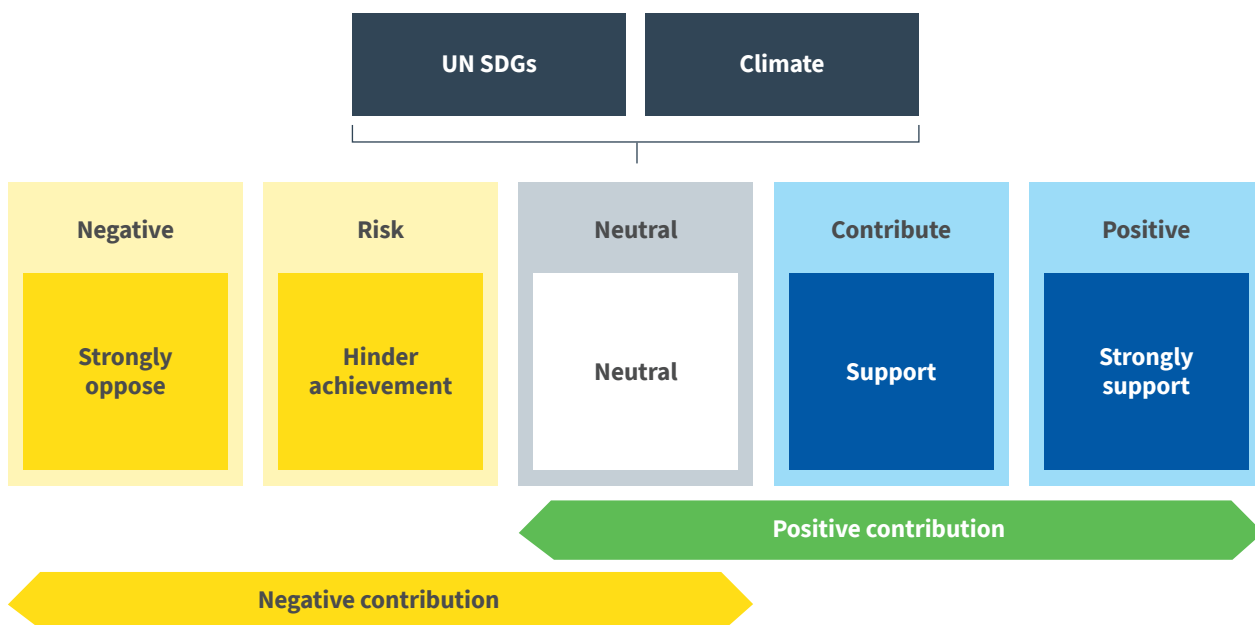 UN SDGs
Climate
Negative
Risk
Neutral
Contribute
Positive
Strongly
oppose
Hinder
achievement
Neutral
Support
Strongly
support
Positive contribution
Negative contribution